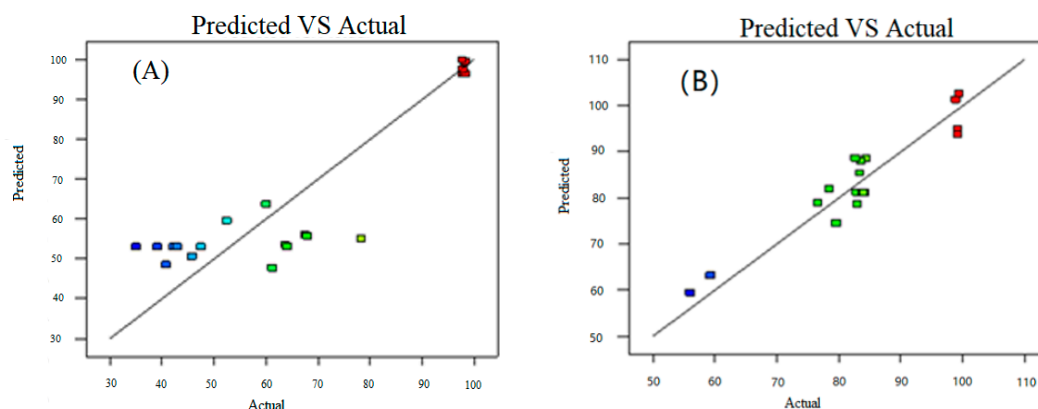 Predicted VS Actual
(A)
100
90
80
70
60
50
40
30
Predicted
30 40 50 60 70 80 90 100
Actual
Predicted VS Actual
(B)
110
100
90
80
70
60
50
Predicted
50 60 70 80 90 100 110
Actual